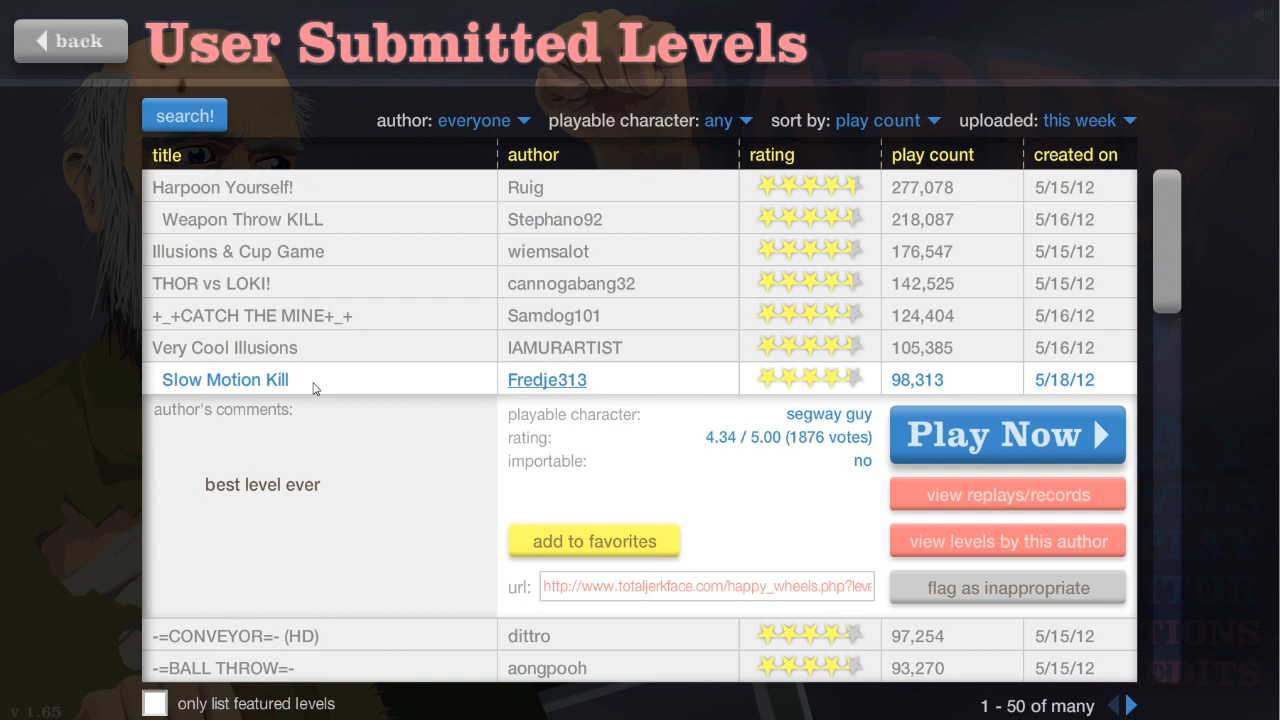 back
User Submitted Levels
search!
author: everyone playable character: any sort by: play count uploaded: this week
title author rating play count created on
Harpoon Yourself! Ruig 277,078 5/15/12
Weapon Throw KILL Stephano92 218,087 5/16/12
Illusions & Cup Game wiemsalot 176,547 5/15/12
THOR vs LOKI! cannogabang32 142,525 5/15/12
+_+CATCH THE MINE+_+ Samdog101 124,404 5/16/12
Very Cool Illusions IAMURARTIST 105,385 5/16/12
Slow Motion Kill Fredje313 98,313 5/18/12
author's comments:
best level ever
playable character: segway guy
rating: 4.34 / 5.00 (1876 votes)
importable: no
add to favorites
url: http://www.totaljerkface.com/happy_wheels.php?leve
Play Now
view replays/records
view levels by this author
flag as inappropriate
-=CONVEYOR=- (HD) dittro 97,254 5/15/12
-=BALL THROW=- aongpooh 93,270 5/15/12
only list featured levels
1 - 50 of many
v 1.65